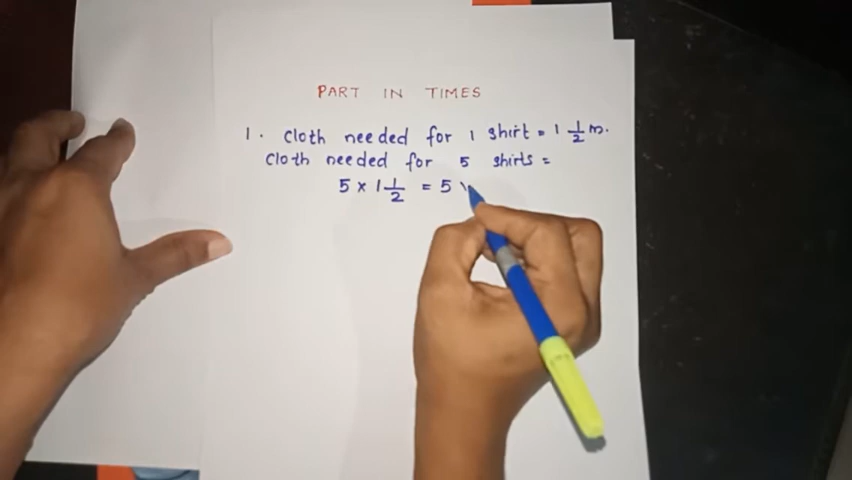 PART IN TIMES
1. Cloth needed for 1 shirt = 1 1/2 m.
Cloth needed for 5 shirts =
5 × 1 1/2 = 5